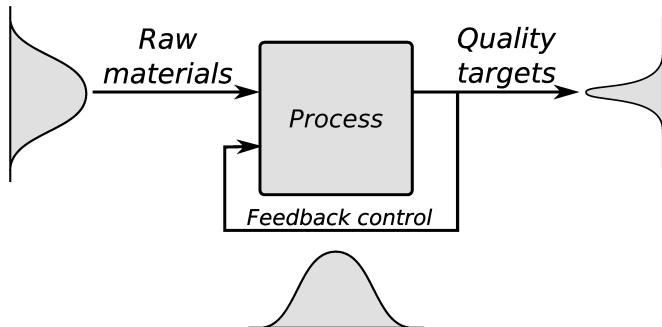 Raw
materials
Quality
targets
Process
Feedback control